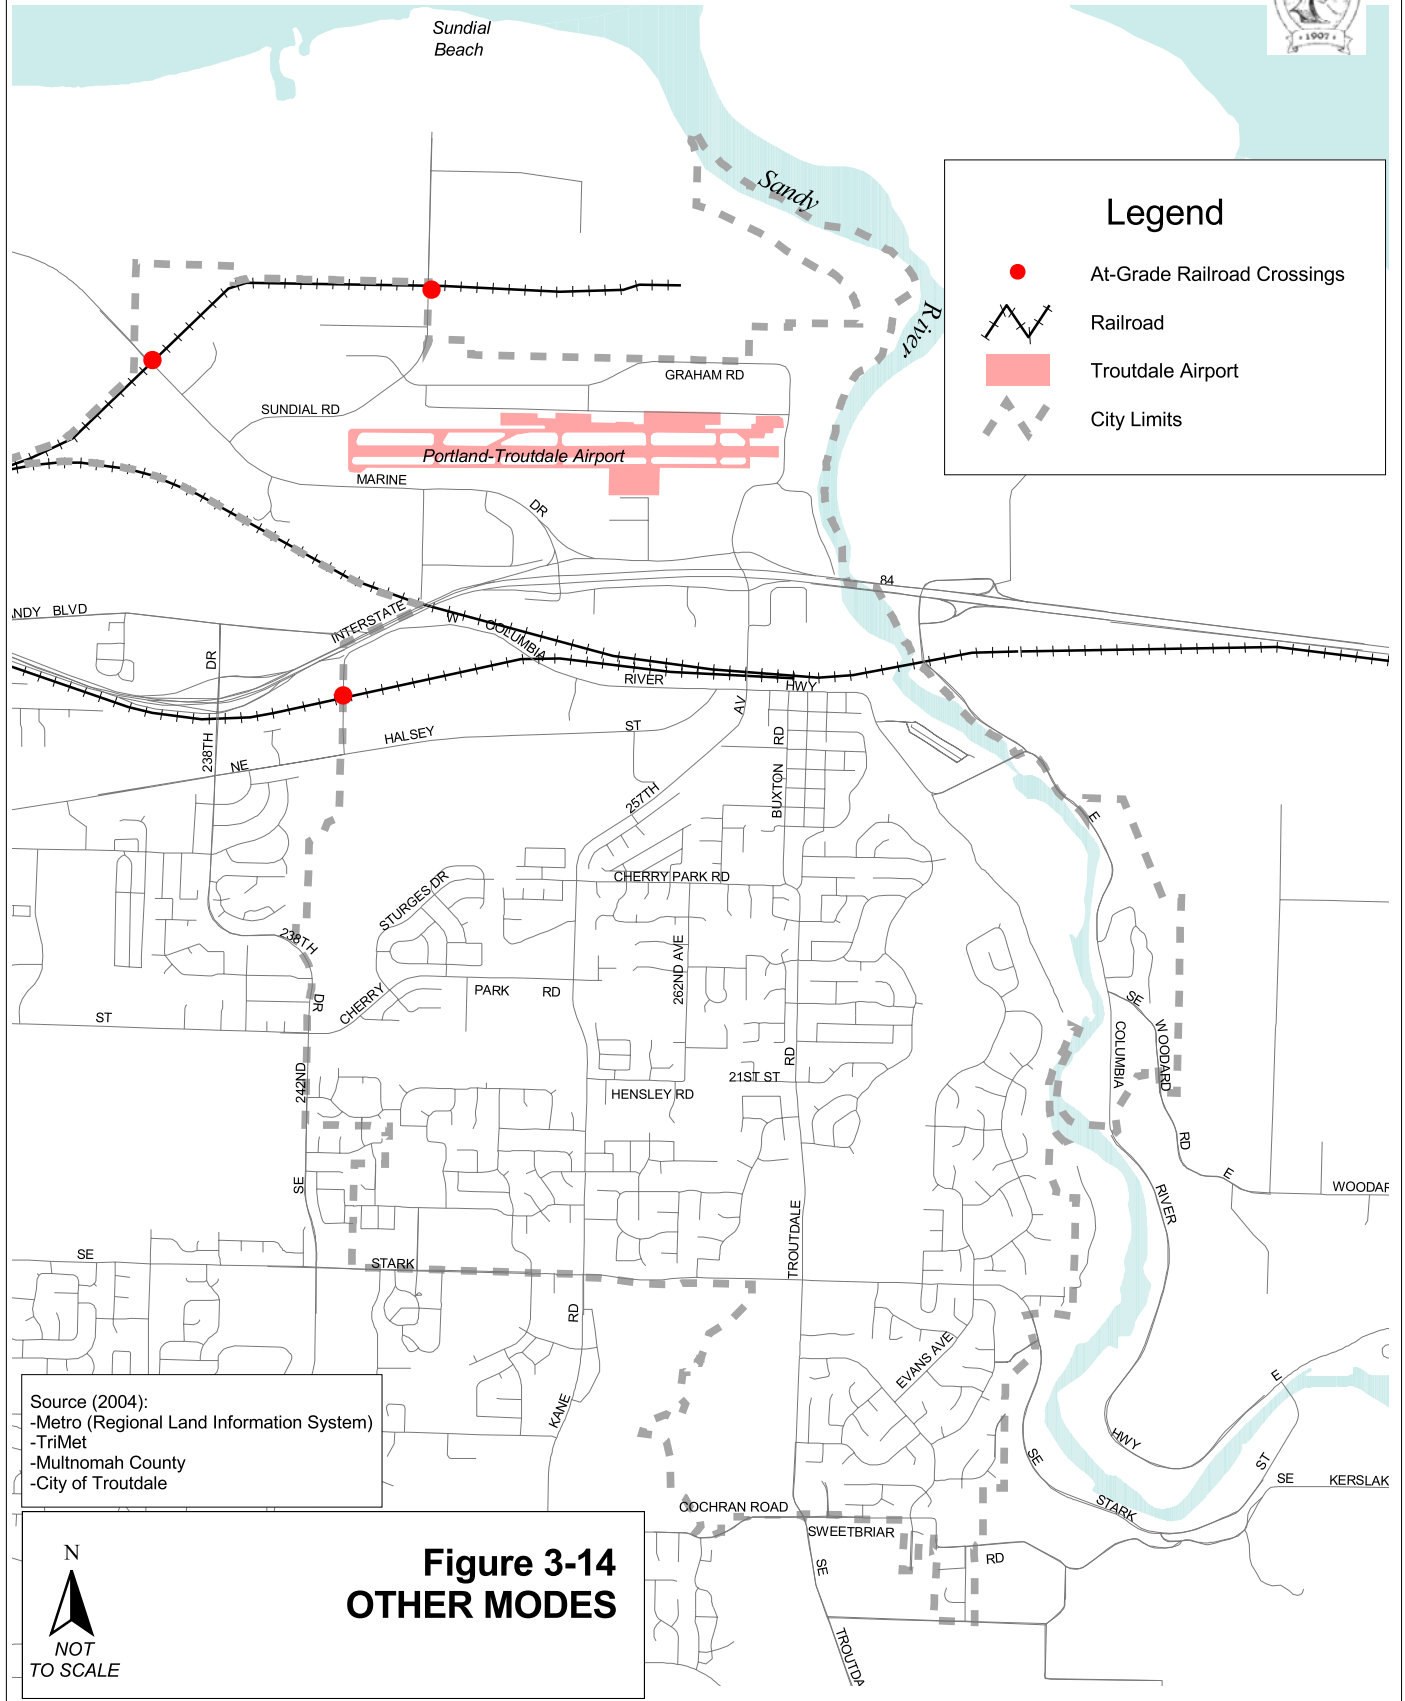 Sundial
Beach
1907
Sandy
River
Legend
At-Grade Railroad Crossings
Railroad
Troutdale Airport
City Limits
GRAHAM RD
SUNDIAL RD
Portland-Troutdale Airport
MARINE
DR
84
NDY BLVD
INTERSTATE
W
COLUMBIA
DR
RIVER
HWY
AV
ST
HALSEY
RD
238TH
NE
257TH
BUXTON
E
CHERRY PARK RD
STURGES DR
238TH
262ND AVE
PARK
RD
CHERRY
DR
SE
WOODARD
COLUMBIA
ST
RD
242ND
21ST ST
HENSLEY RD
RD
SE
E
WOODAR
RIVER
TROUTDALE
SE
STARK
RD
EVANS AVE
E
KANE
HWY
SE
ST
SE
KERSLAK
STARK
COCHRAN ROAD
SWEETBRIAR
RD
SE
TROUTDA
Source (2004):
-Metro (Regional Land Information System)
-TriMet
-Multnomah County
-City of Troutdale
N
NOT
TO SCALE
Figure 3-14
OTHER MODES